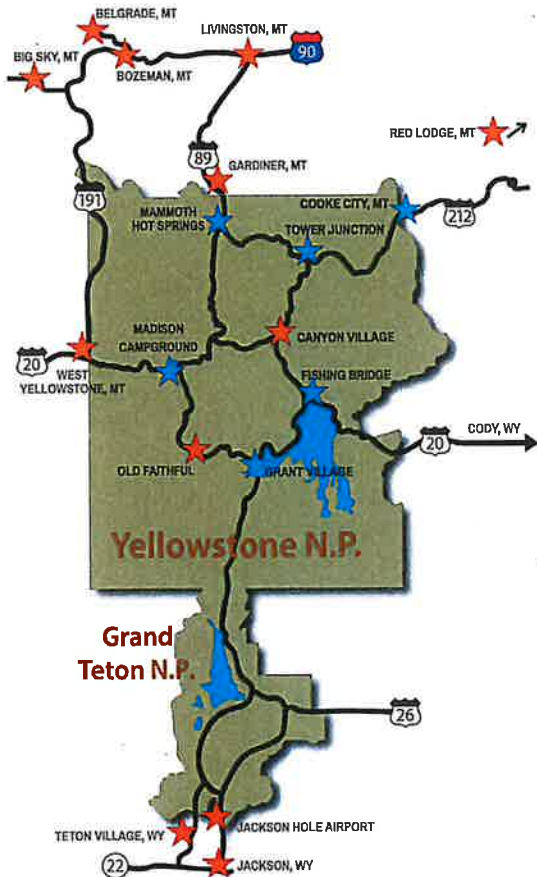 BELGRADE, MT
LIVINGSTON, MT
BIG SKY, MT
90
BOZEMAN, MT
RED LODGE, MT
89
GARDINER, MT
191
MAMMOTH
HOT SPRINGS
COOKE CITY, MT
212
TOWER JUNCTION
MADISON
CAMPGROUND
CANYON VILLAGE
20
WEST
YELLOWSTONE, MT
FISHING BRIDGE
CODY, WY
20
OLD FAITHFUL
GRANT VILLAGE
Yellowstone N.P.
Grand
Teton N.P.
26
TETON VILLAGE, WY
JACKSON HOLE AIRPORT
22
JACKSON, WY